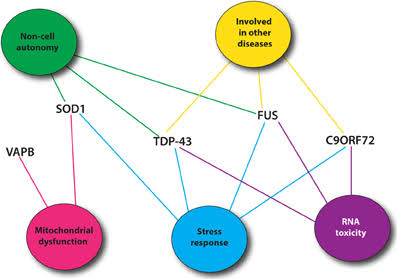 Non-cell
autonomy
Involved in
other
diseases
SOD1
TDP-43
FUS
C9ORF72
VAPB
Mitochondrial
dysfunction
Stress
response
RNA
toxicity